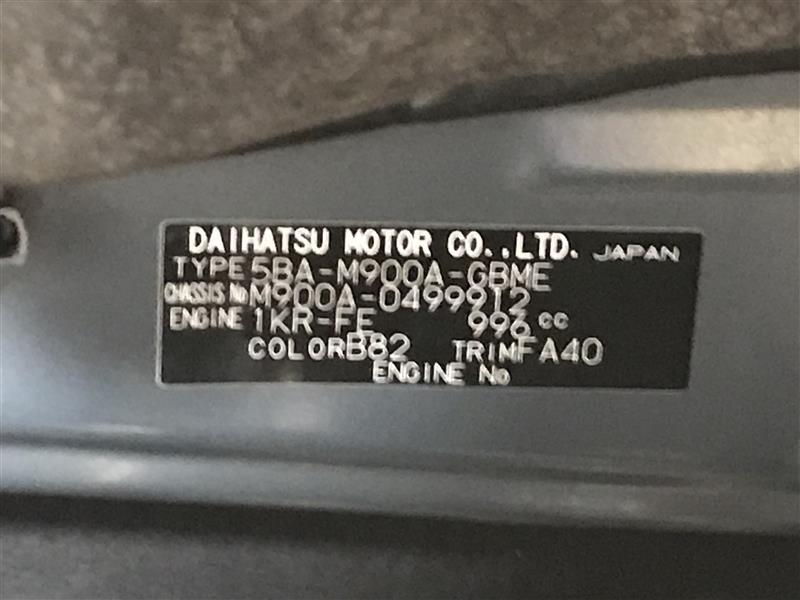 DAIHATSU MOTOR CO.,LTD. JAPAN
TYPE 5BA-M900A-GBME
CHASSIS No M900A-0499912
ENGINE 1KR-FE 996 cc
COLOR B82 TRIM FA40
ENGINE No